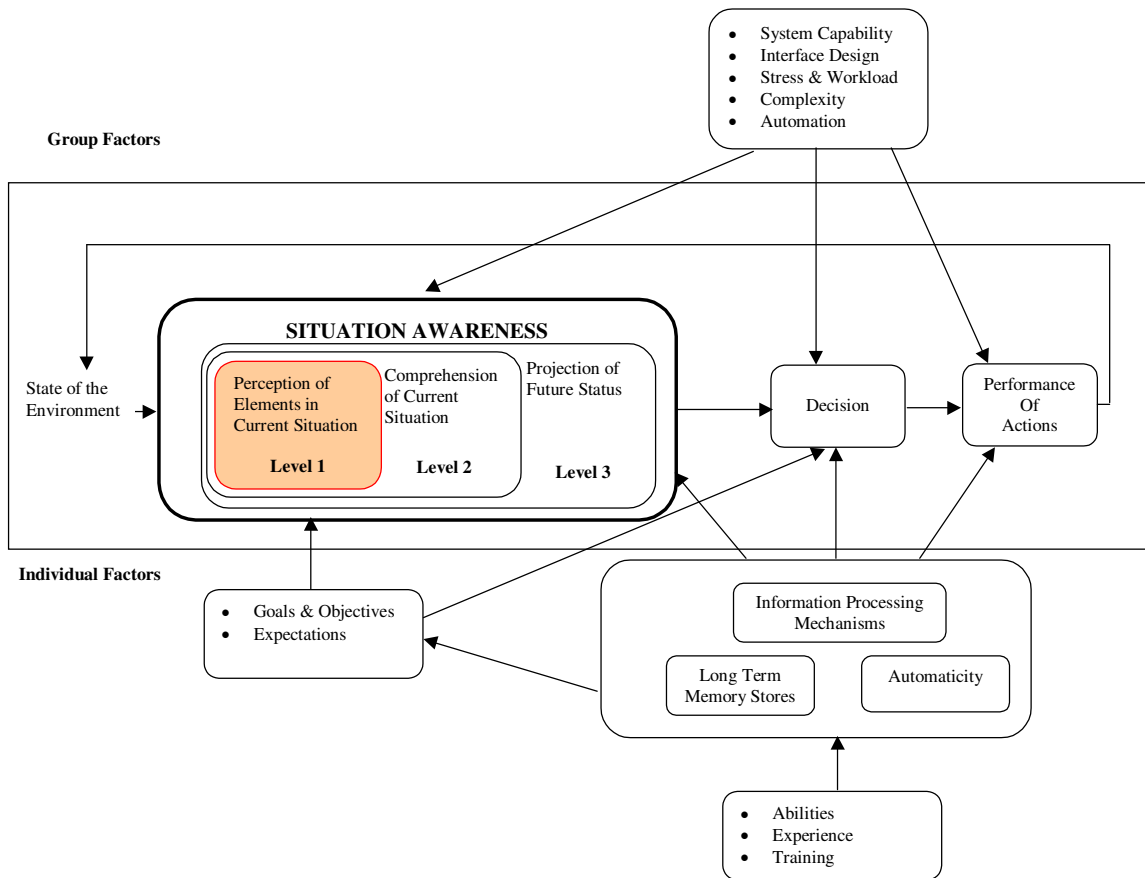 • System Capability
• Interface Design
• Stress & Workload
• Complexity
• Automation
Group Factors
SITUATION AWARENESS
State of the
Environment
Perception of
Elements in
Current Situation
Level 1
Comprehension
of Current
Situation
Level 2
Projection of
Future Status
Level 3
Decision
Performance
Of
Actions
Individual Factors
• Goals & Objectives
• Expectations
Information Processing
Mechanisms
Long Term
Memory Stores
Automaticity
• Abilities
• Experience
• Training